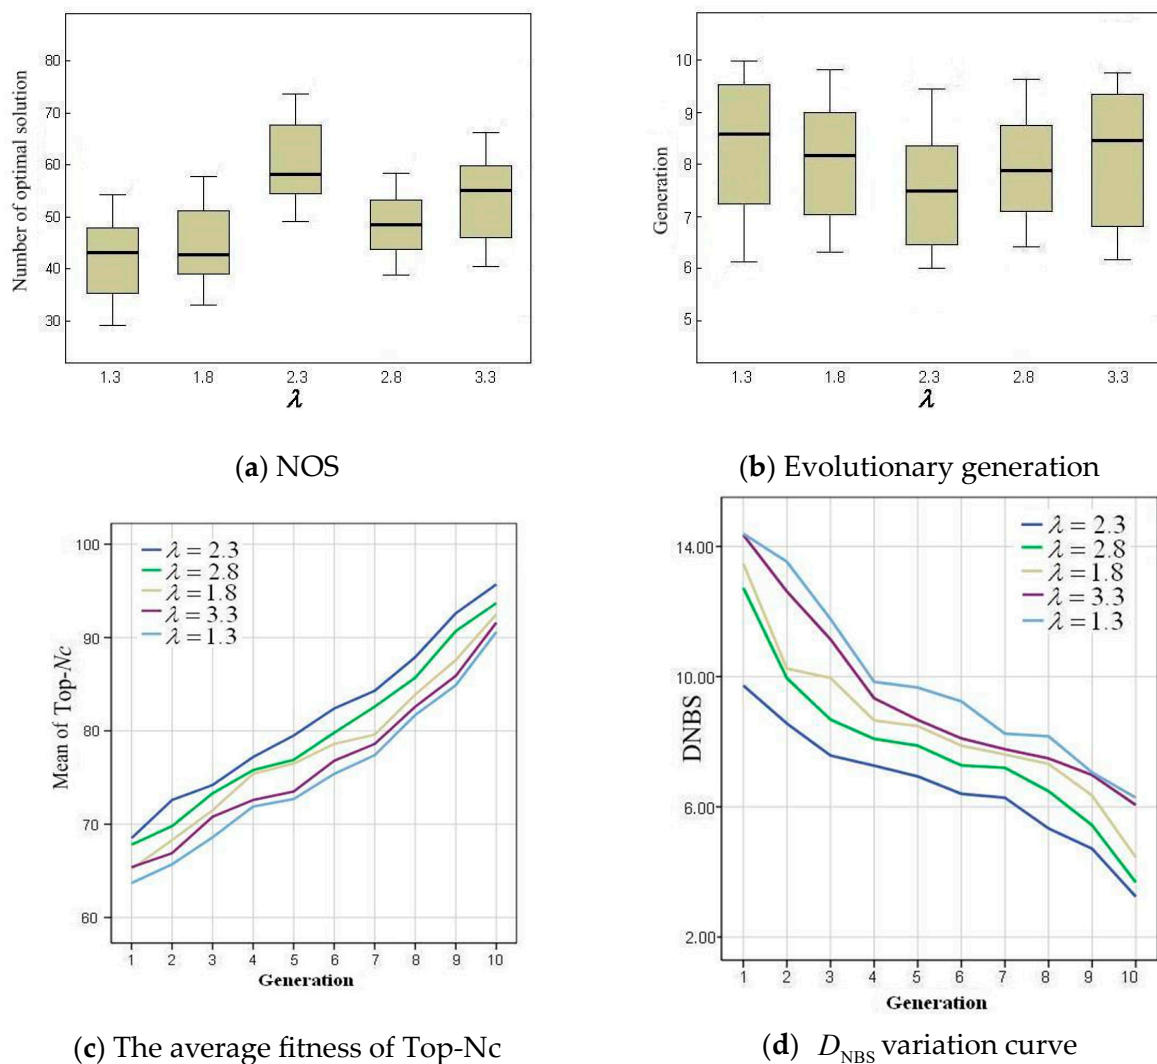 80
70
60
50
40
30
Number of optimal solution
1.3 1.8 2.3 2.8 3.3
λ
(a) NOS
10
9
8
7
6
5
Generation
1.3 1.8 2.3 2.8 3.3
λ
(b) Evolutionary generation
100
90
80
70
60
Mean of Top-Nc
λ = 2.3
λ = 2.8
λ = 1.8
λ = 3.3
λ = 1.3
1 2 3 4 5 6 7 8 9 10
Generation
(c) The average fitness of Top-Nc
14.00
10.00
6.00
2.00
DNBS
λ = 2.3
λ = 2.8
λ = 1.8
λ = 3.3
λ = 1.3
1 2 3 4 5 6 7 8 9 10
Generation
(d) D_NBS variation curve